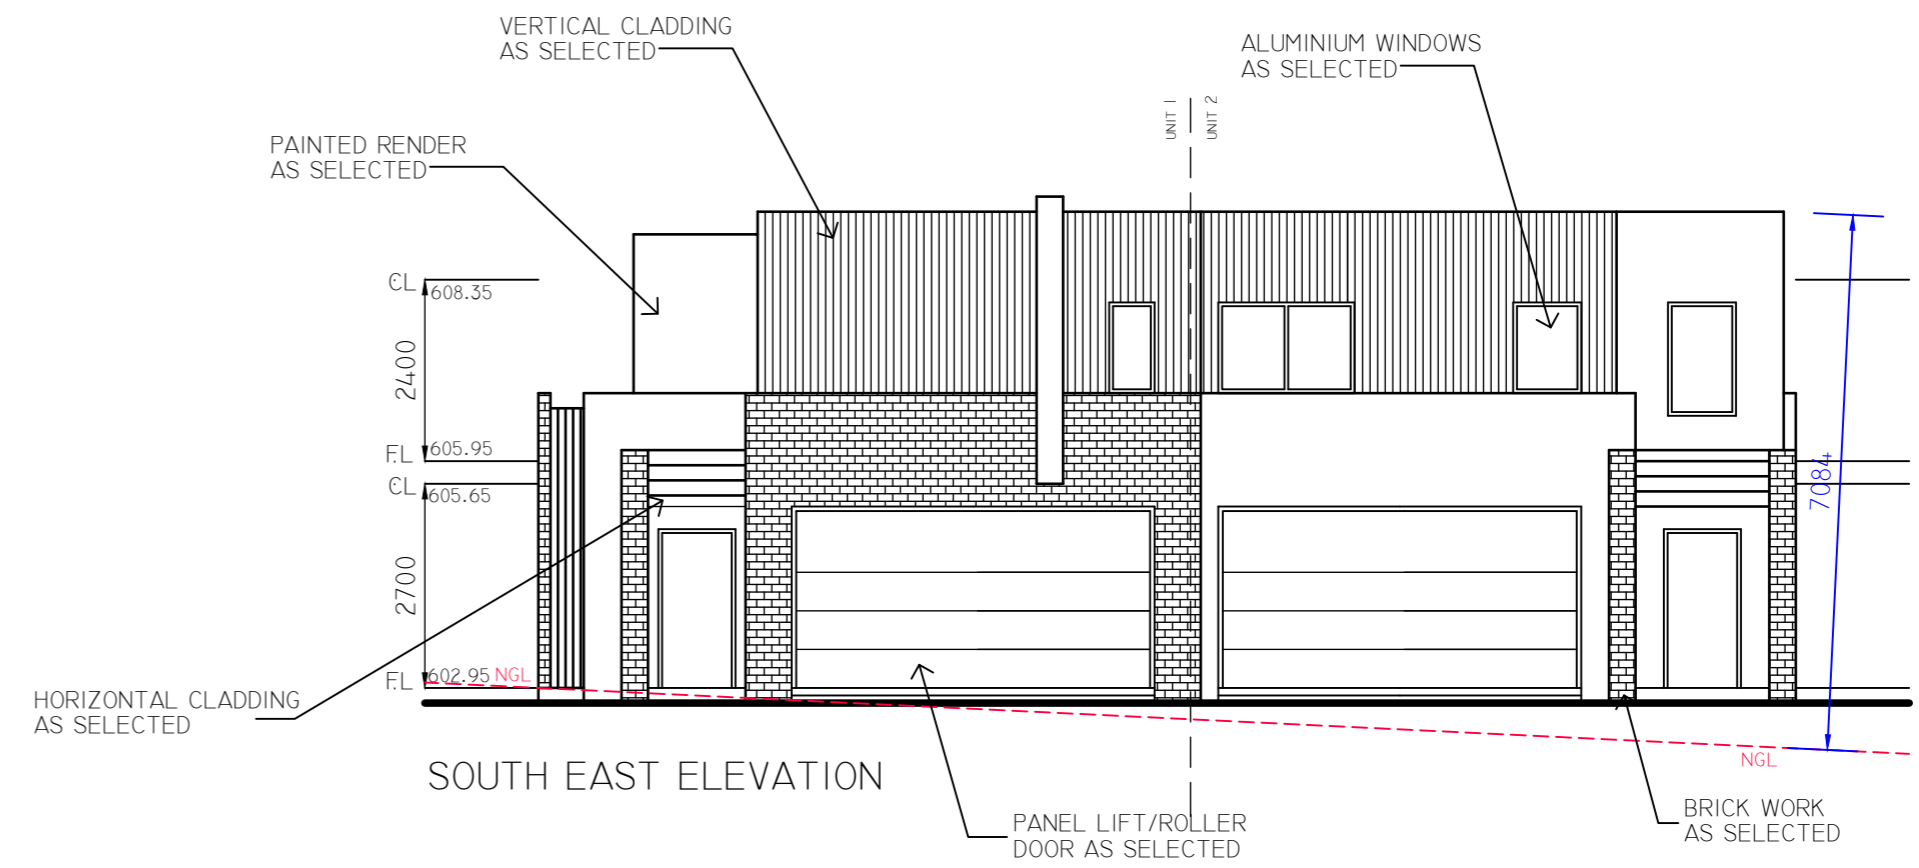 VERTICAL CLADDING
AS SELECTED
ALUMINIUM WINDOWS
AS SELECTED
UNIT 1
UNIT 2
PAINTED RENDER
AS SELECTED
CL
608.35
2400
F.L
605.95
CL
605.65
7084
2700
F.L
602.95
NGL
HORIZONTAL CLADDING
AS SELECTED
NGL
SOUTH EAST ELEVATION
PANEL LIFT/ROLLER
DOOR AS SELECTED
BRICK WORK
AS SELECTED